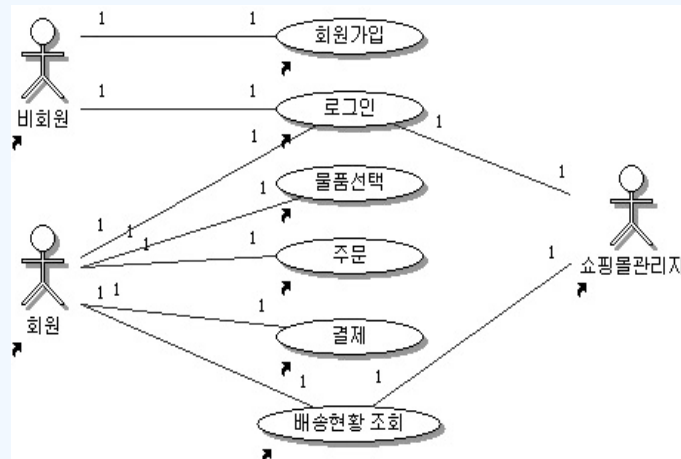 1 1 회원가입
비회원 1 1 로그인
1 1
1 물품선택 1
1 1
1 1 주문
회원 1 쇼핑몰관리자
1 1 1 결제
1 1 배송현황 조회